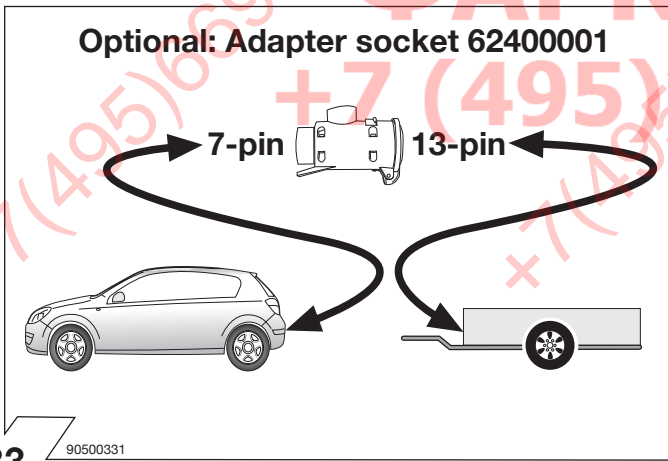 Optional: Adapter socket 62400001
+7 (495)
7-pin 13-pin
90500331